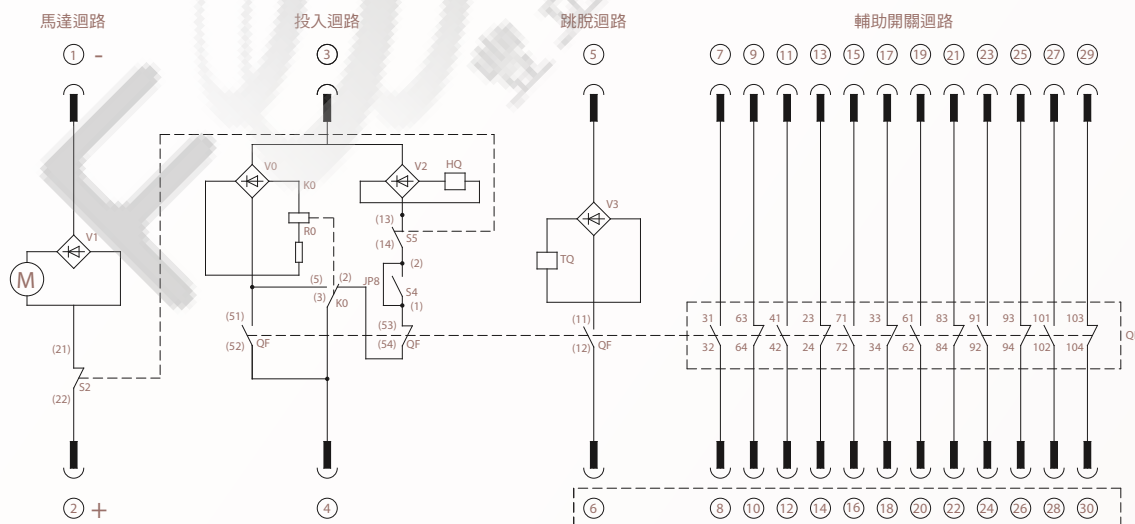 馬達迴路 投入迴路 跳脫迴路 輔助開關迴路
1 - 3 5 7 9 11 13 15 17 19 21 23 25 27 29
V0 V2 HQ
K0
R0
V3
(13)
S5
(14)
V1
TQ
M
(2)
(5) (2) JP8
S4
(3) K0
(1)
(51) (53) (11) 31 63 41 23 71 33 61 83 91 93 101 103
(52) QF (54) QF (12) QF 32 64 42 24 72 34 62 84 92 94 102 104
(21)
S2
(22)
2 + 4 6 8 10 12 14 16 18 20 22 24 26 28 30